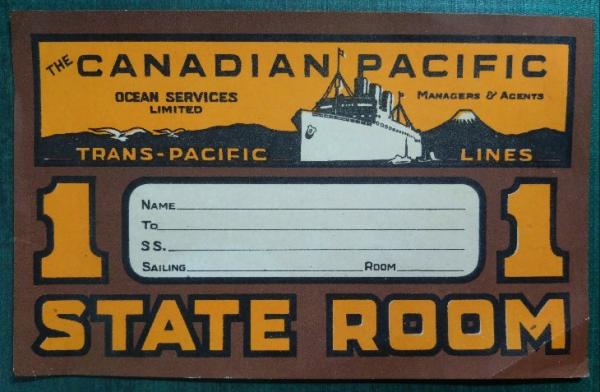 THE CANADIAN PACIFIC
OCEAN SERVICES LIMITED
MANAGERS & AGENTS
TRANS-PACIFIC LINES
1 1
NAME
TO
S.S.
SAILING ROOM
STATE ROOM